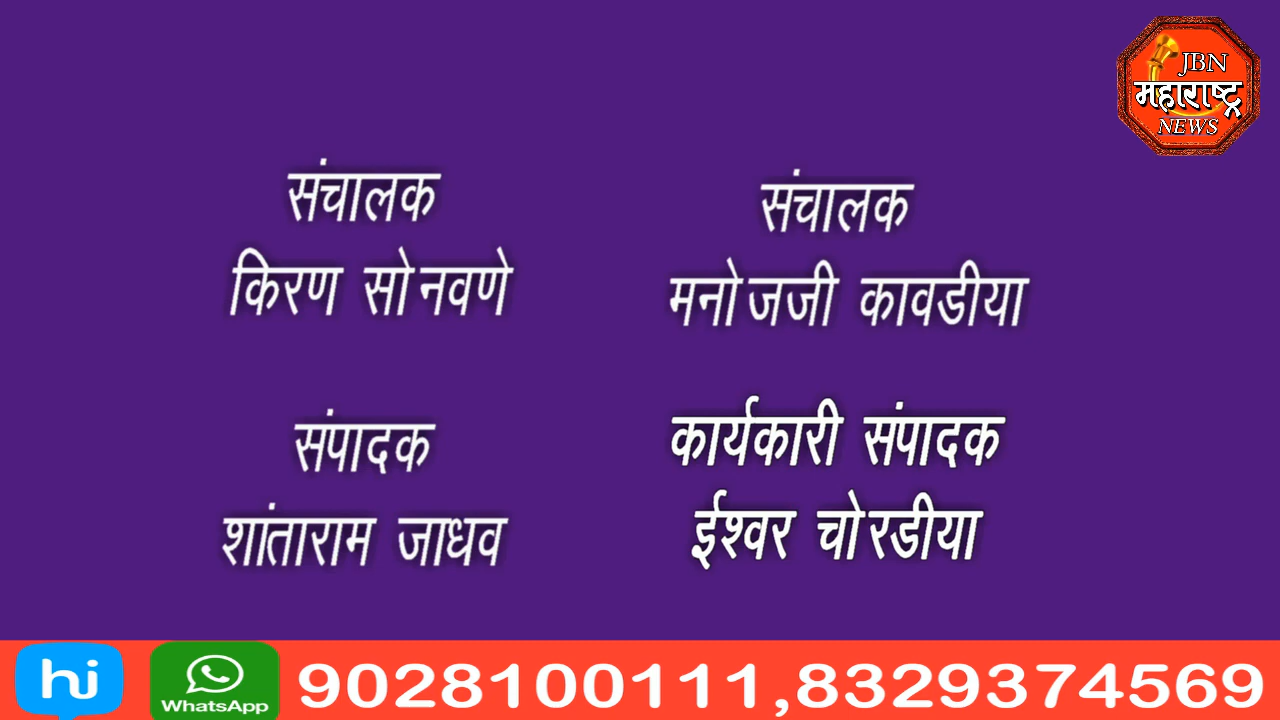 JBN
महाराष्ट्र
NEWS
संचालक
किरण सोनवणे
संचालक
मनोजजी कावडीया
संपादक
शांताराम जाधव
कार्यकारी संपादक
ईश्वर चोरडीया
hi
WhatsApp
9028100111,8329374569